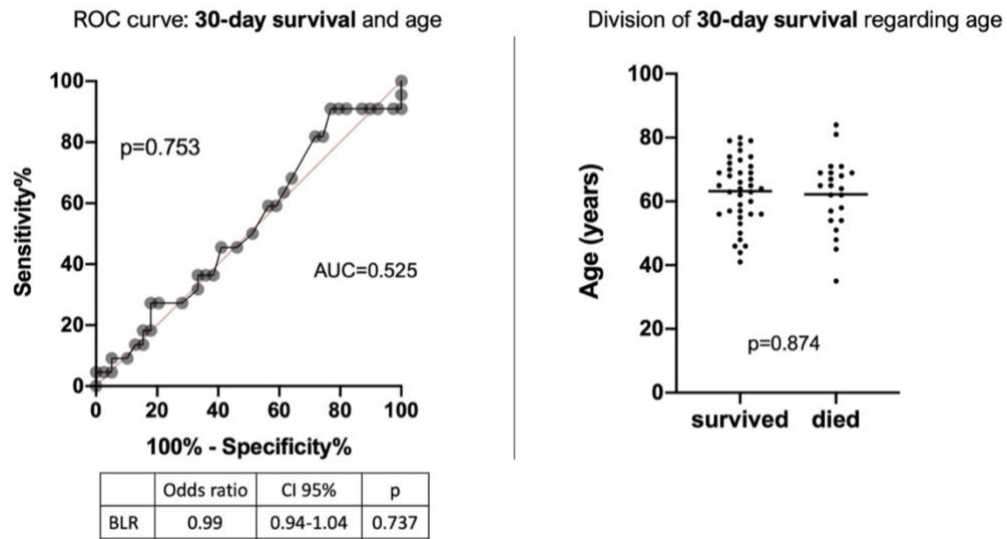 ROC curve: 30-day survival and age
100
80
60
40
20
0
Sensitivity%
p=0.753
AUC=0.525
0 20 40 60 80 100
100% - Specificity%
Odds ratio CI 95% p
BLR 0.99 0.94-1.04 0.737
Division of 30-day survival regarding age
100
80
60
40
20
0
Age (years)
p=0.874
survived died